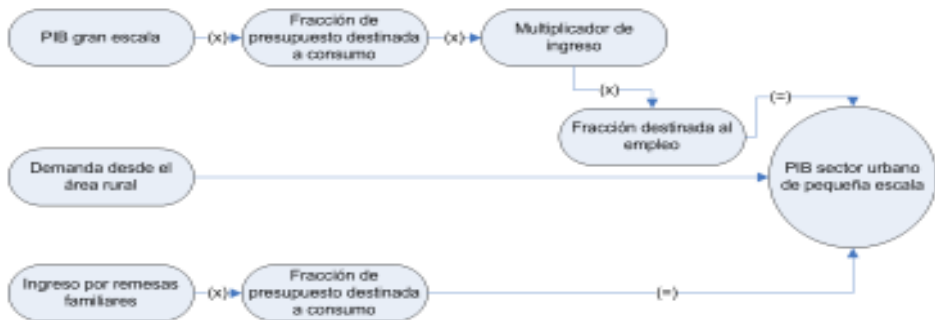 PIB gran escala
(x)
Fracción de
presupuesto destinada
a consumo
(x)
Multiplicador de
ingreso
(x)
Fracción destinada al
empleo
(=)
Demanda desde el
área rural
PIB sector urbano
de pequeña escala
Ingreso por remesas
familiares
(x)
Fracción de
presupuesto destinada
a consumo
(=)